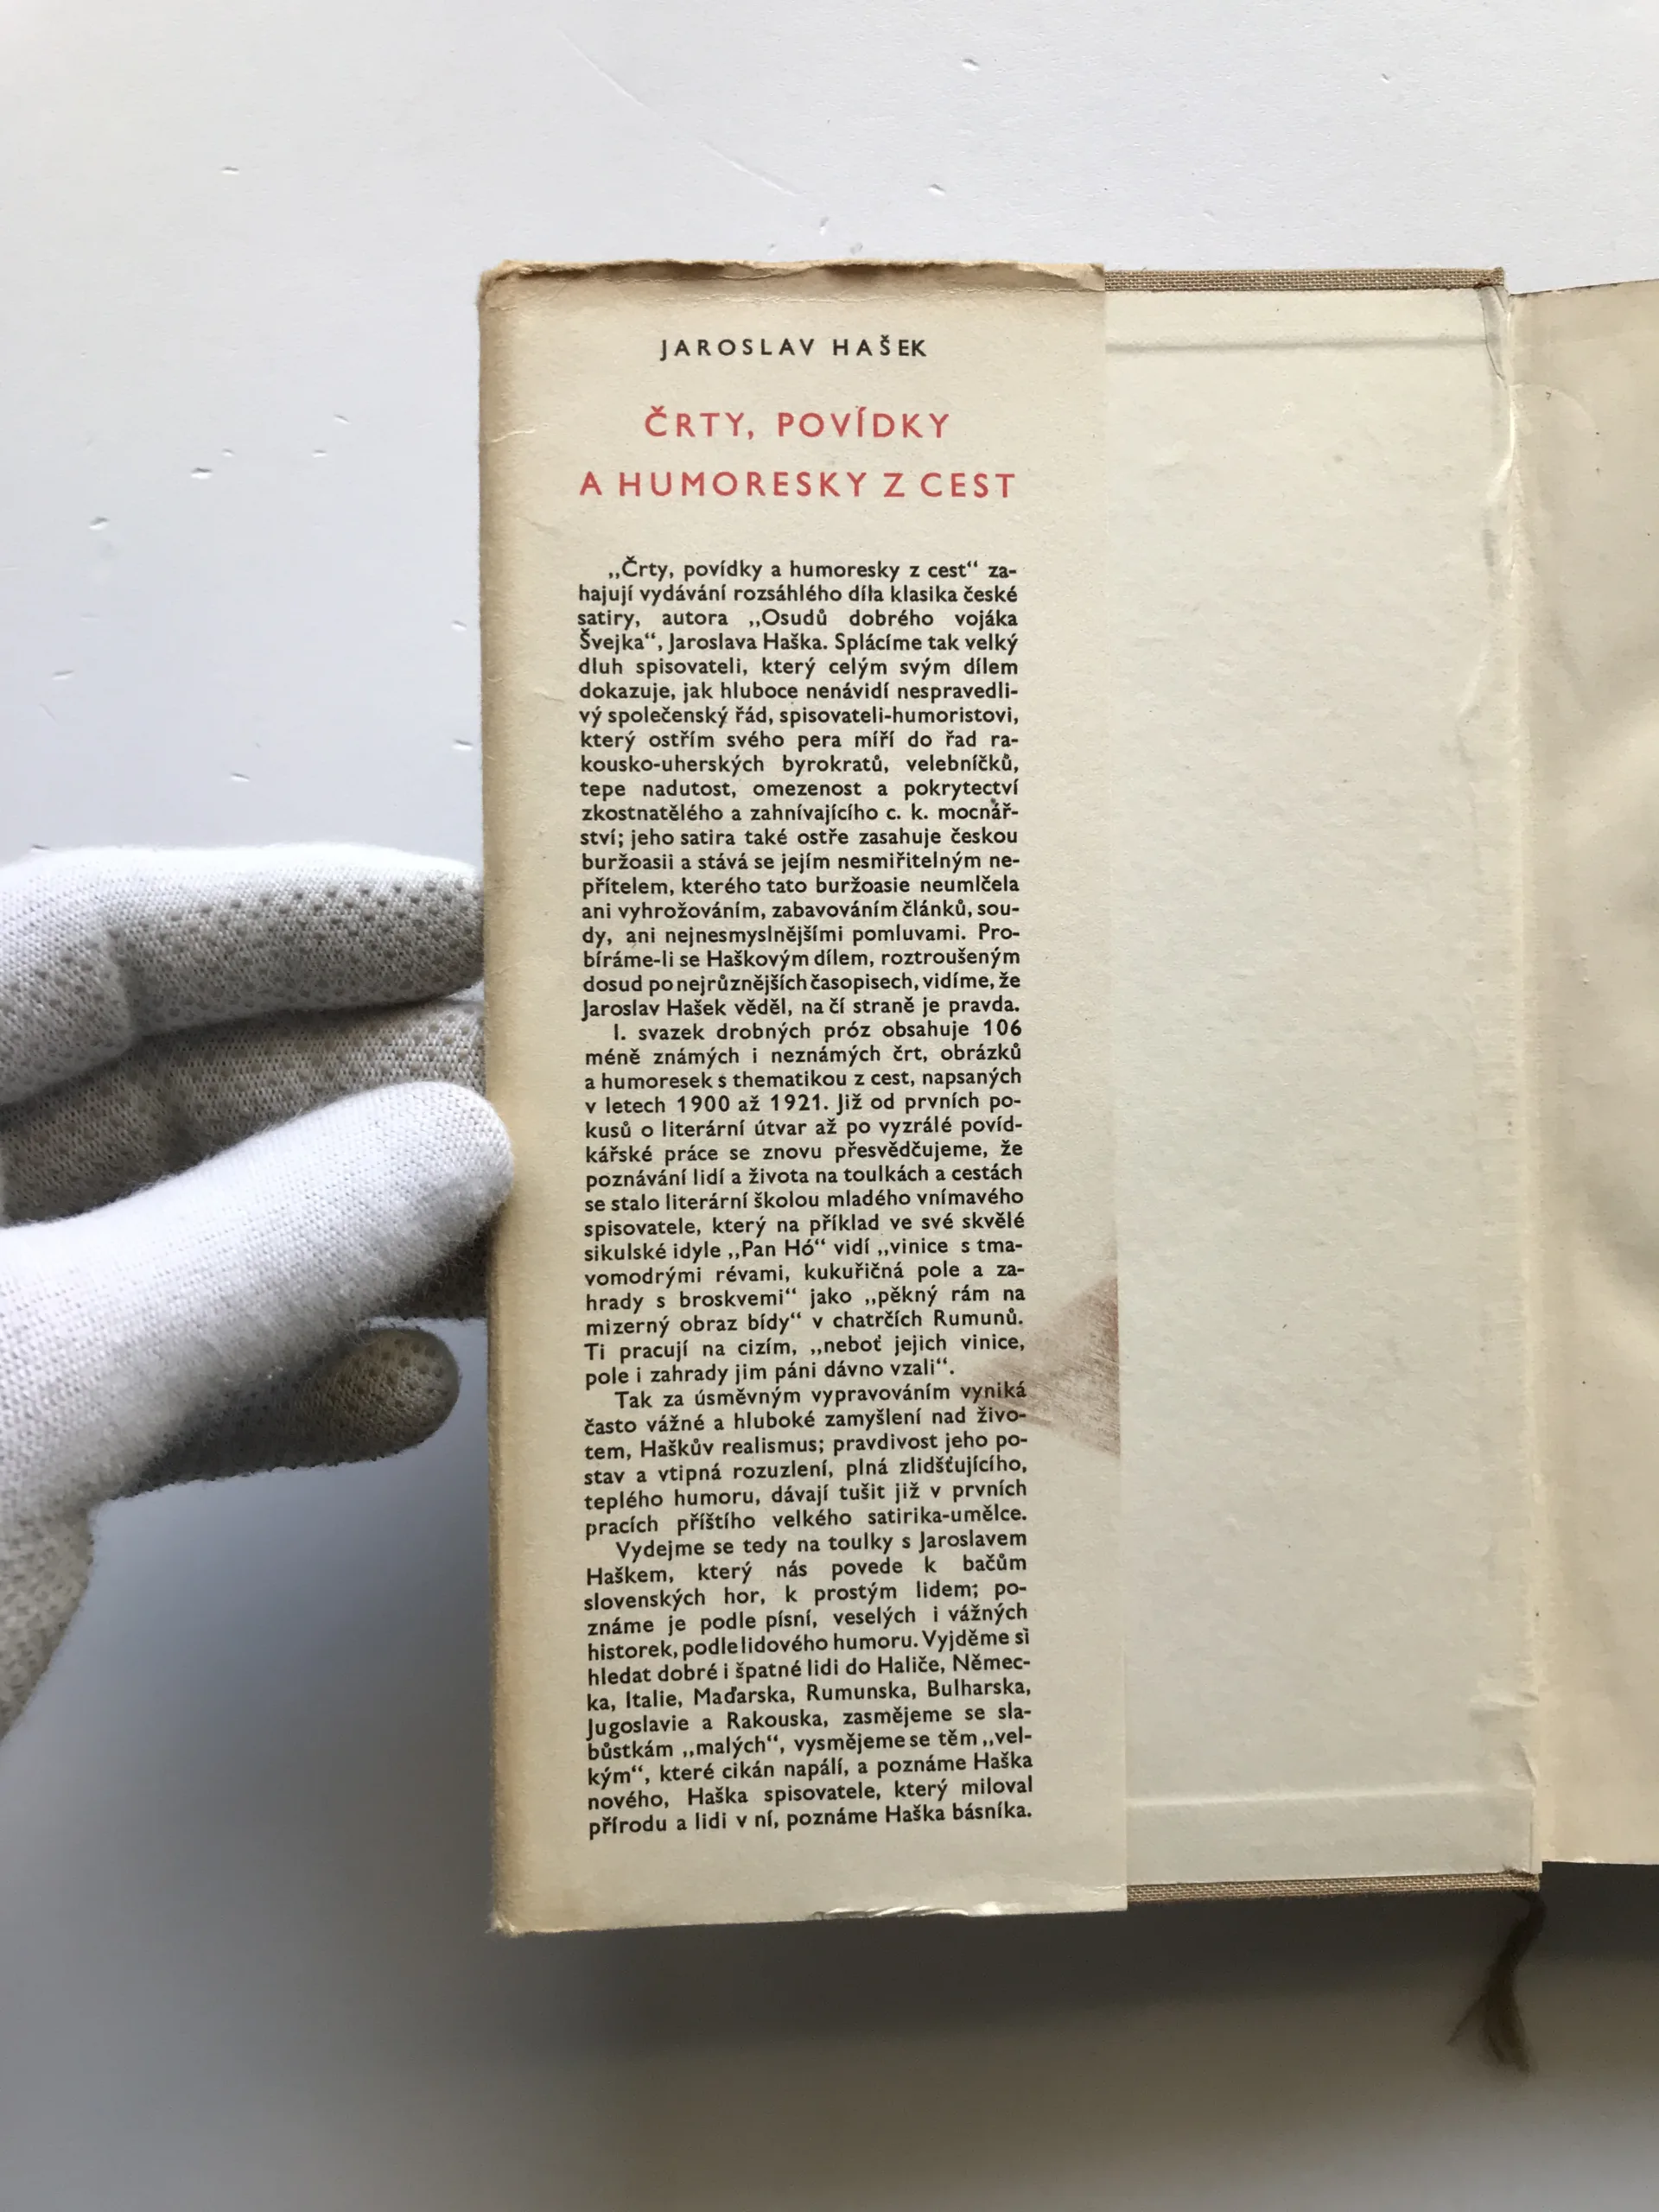 JAROSLAV HAŠEK
ČRTY, POVÍDKY
A HUMORESKY Z CEST
„Črty, povídky a humoresky z cest“ za-
hajují vydávání rozsáhlého díla klasika české
satiry, autora „Osudů dobrého vojáka
Švejka“, Jaroslava Haška. Splácíme tak velký
dluh spisovateli, který celým svým dílem
dokazuje, jak hluboce nenávidí nespravedli-
vý společenský řád, spisovateli-humoristovi,
který ostřím svého pera míří do řad ra-
kousko-uherských byrokratů, velebníčků,
tepe nadutost, omezenost a pokrytectví
zkostnatělého a zahnívajícího c. k. mocnář-
ství; jeho satira také ostře zasahuje českou
buržoasii a stává se jejím nesmiřitelným ne-
přítelem, kterého tato buržoasie neumlčela
ani vyhrožováním, zabavováním článků, sou-
dy, ani nejnesmyslnějšími pomluvami. Pro-
bíráme-li se Haškovým dílem, roztroušeným
dosud po nejrůznějších časopisech, vidíme, že
Jaroslav Hašek věděl, na čí straně je pravda.
I. svazek drobných próz obsahuje 106
méně známých i neznámých črt, obrázků
a humoresek s thematikou z cest, napsaných
v letech 1900 až 1921. Již od prvních po-
kusů o literární útvar až po vyzrálé povíd-
kářské práce se znovu přesvědčujeme, že
poznávání lidí a života na toulkách a cestách
se stalo literární školou mladého vnímavého
spisovatele, který na příklad ve své skvělé
sikulské idyle „Pan Hó“ vidí „vinice s tma-
vomodrými révami, kukuřičná pole a za-
hrady s broskvemi“ jako „pěkný rám na
mizerný obraz bídy“ v chatrčích Rumunů.
Ti pracují na cizím, „neboť jejich vinice,
pole i zahrady jim páni dávno vzali“.
Tak za úsměvným vypravováním vyniká
často vážné a hluboké zamyšlení nad živo-
tem, Haškův realismus; pravdivost jeho po-
stav a vtipná rozuzlení, plná zlidšťujícího,
teplého humoru, dávají tušit již v prvních
pracích příštího velkého satirika-umělce.
Vydejme se tedy na toulky s Jaroslavem
Haškem, který nás povede k bačům
slovenských hor, k prostým lidem; po-
známe je podle písní, veselých i vážných
historek, podle lidového humoru. Vyjděme si
hledat dobré i špatné lidi do Haliče, Němec-
ka, Italie, Maďarska, Rumunska, Bulharska,
Jugoslavie a Rakouska, zasmějeme se sla-
bůstkám „malých“, vysmějeme se těm „vel-
kým“, které cikán napálí, a poznáme Haška
nového, Haška spisovatele, který miloval
přírodu a lidi v ní, poznáme Haška básníka.